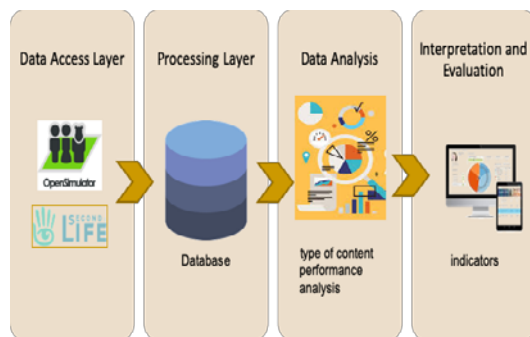 Data Access Layer
OpenSimulator
SECOND
LIFE
Processing Layer
Database
Data Analysis
%
type of content
performance
analysis
Interpretation and
Evaluation
indicators